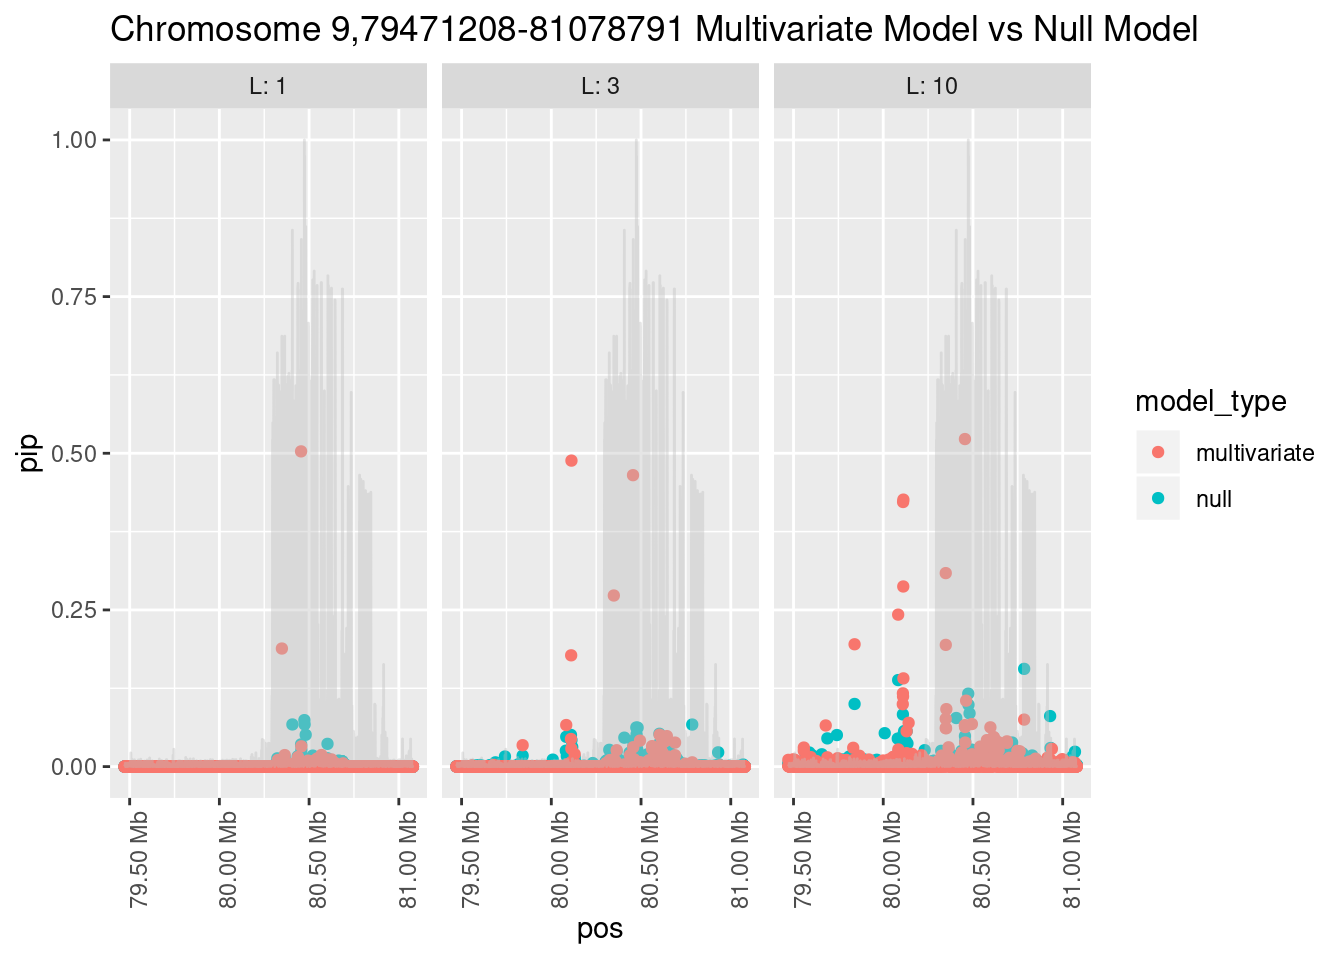 Chromosome 9,79471208-81078791 Multivariate Model vs Null Model
L: 1
L: 3
L: 10
1.00
0.75
0.50
0.25
0.00
pip
79.50 Mb
80.00 Mb
80.50 Mb
81.00 Mb
79.50 Mb
80.00 Mb
80.50 Mb
81.00 Mb
79.50 Mb
80.00 Mb
80.50 Mb
81.00 Mb
pos
model_type
multivariate
null